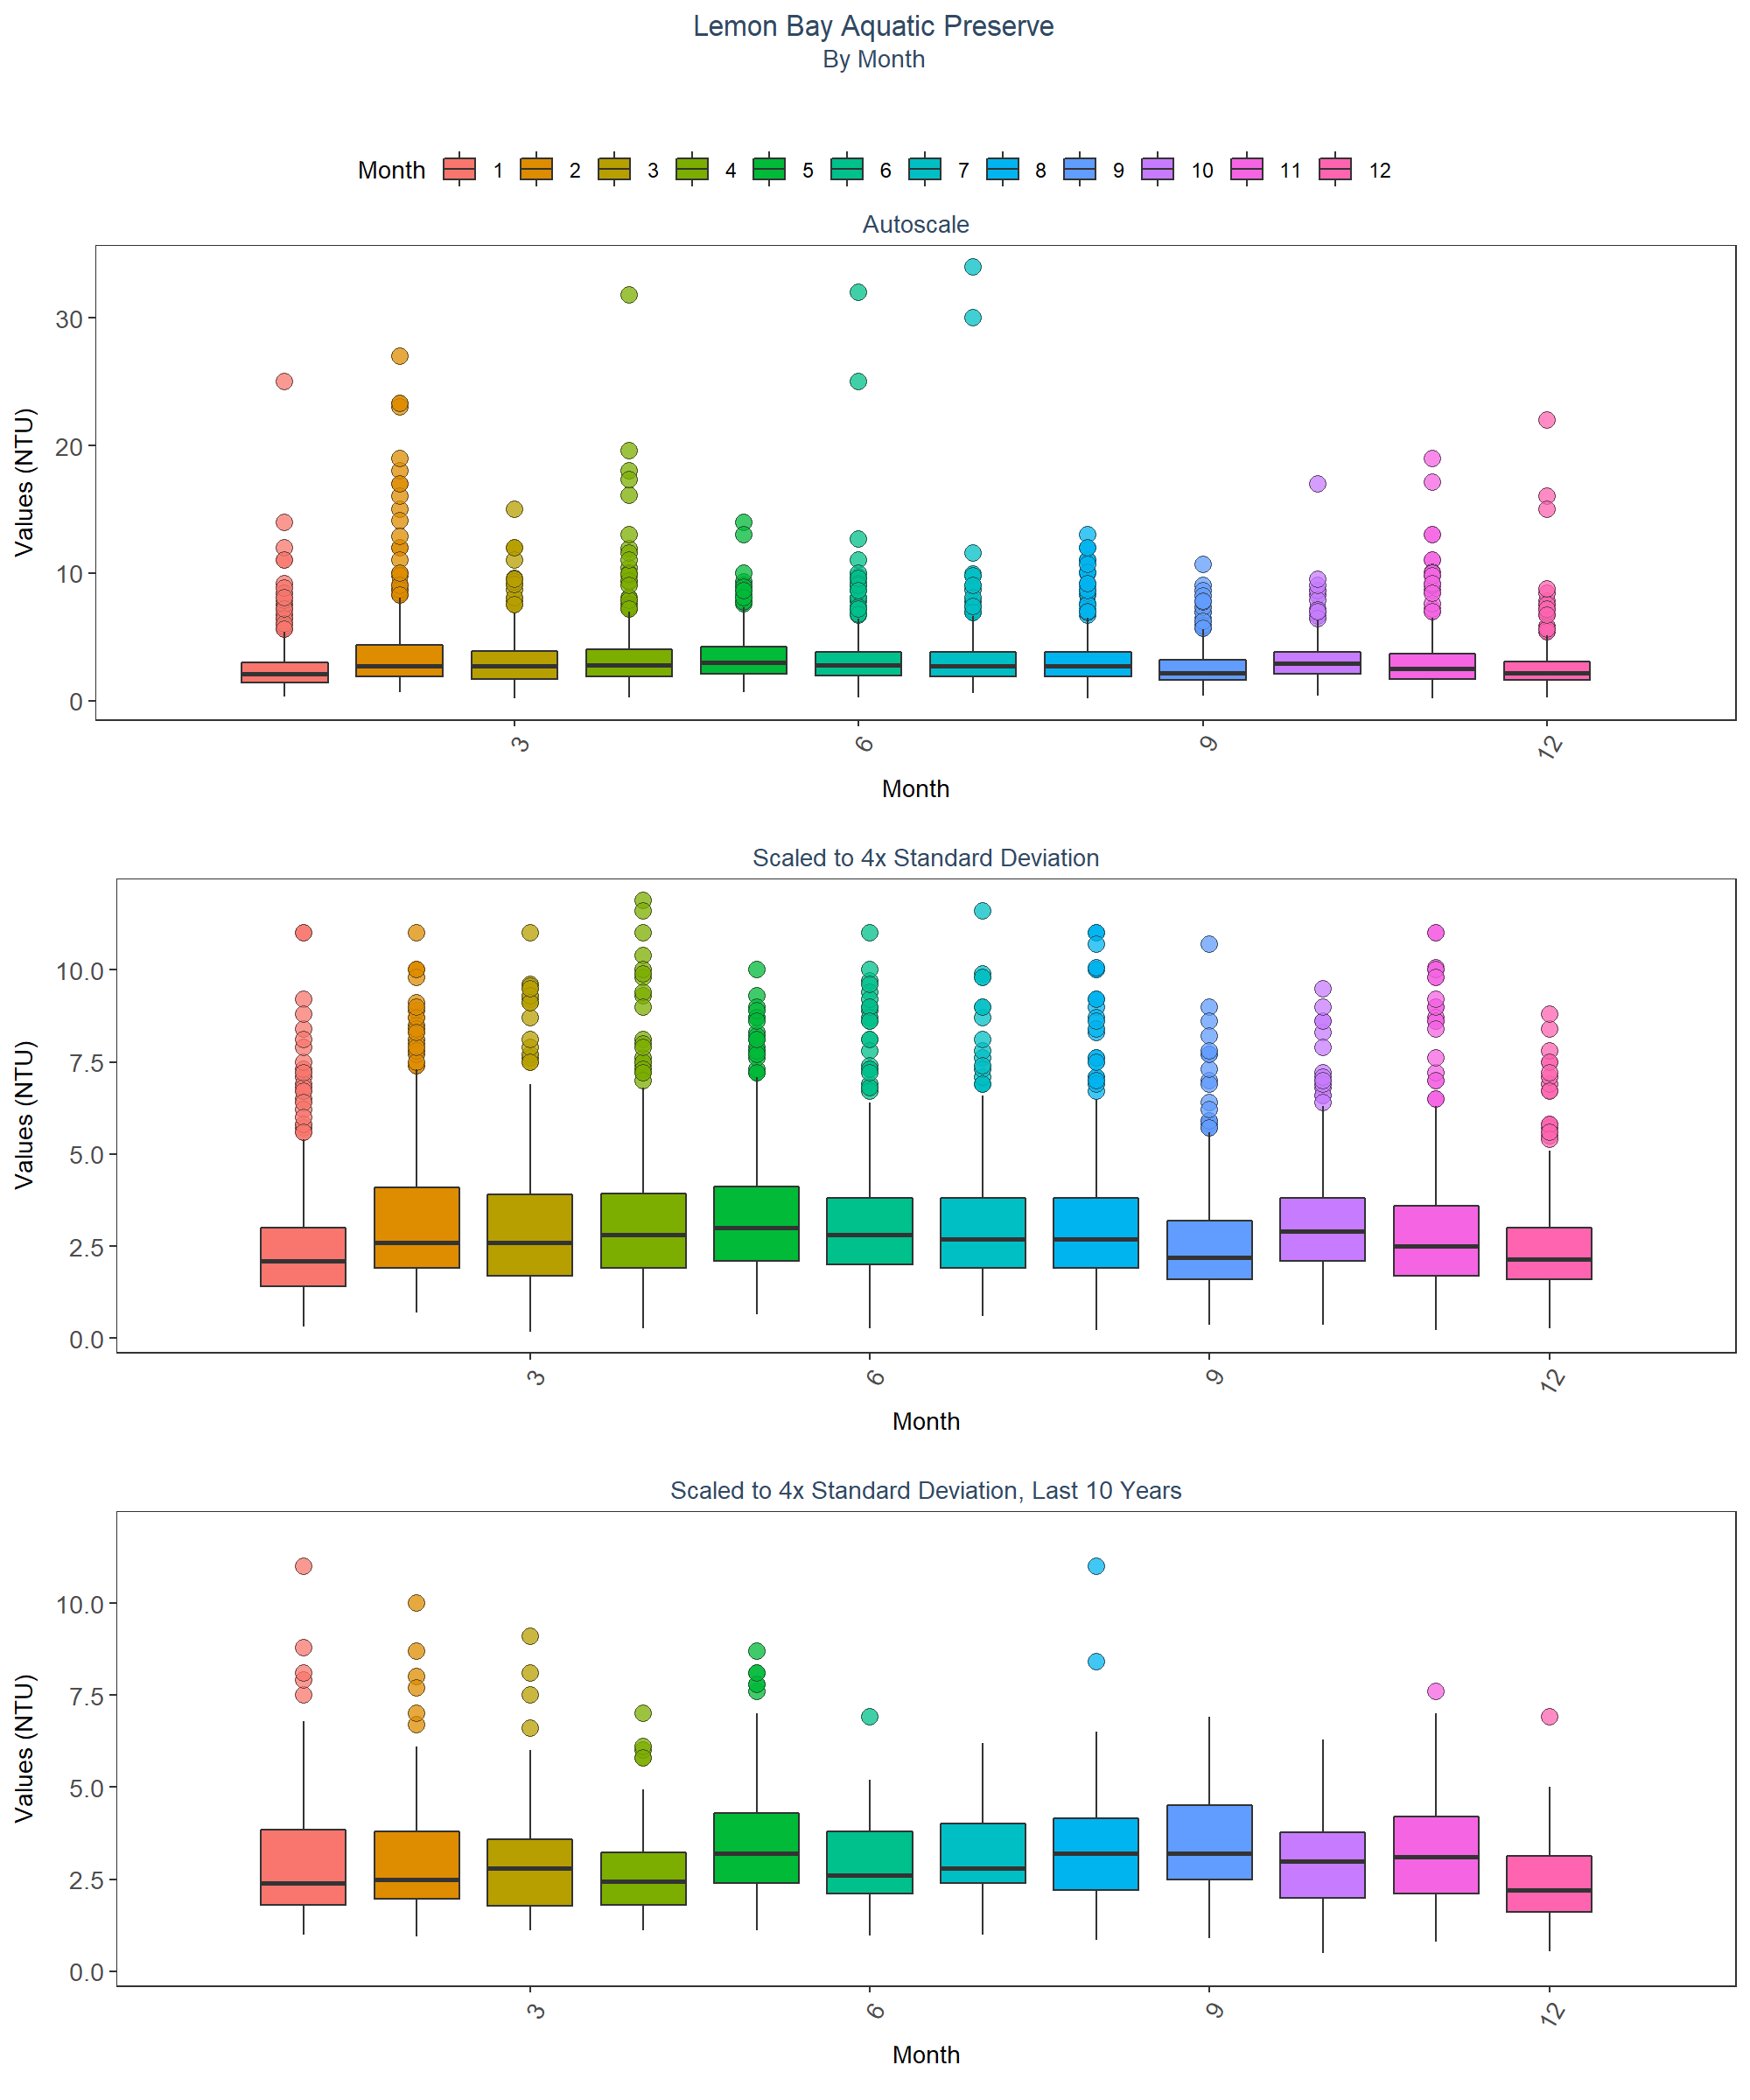 Lemon Bay Aquatic Preserve
By Month
Month 1 2 3 4 5 6 7 8 9 10 11 12
Autoscale
Values (NTU)
30
20
10
0
3 6 9 12
Month
Scaled to 4x Standard Deviation
Values (NTU)
10.0
7.5
5.0
2.5
0.0
3 6 9 12
Month
Scaled to 4x Standard Deviation, Last 10 Years
Values (NTU)
10.0
7.5
5.0
2.5
0.0
3 6 9 12
Month